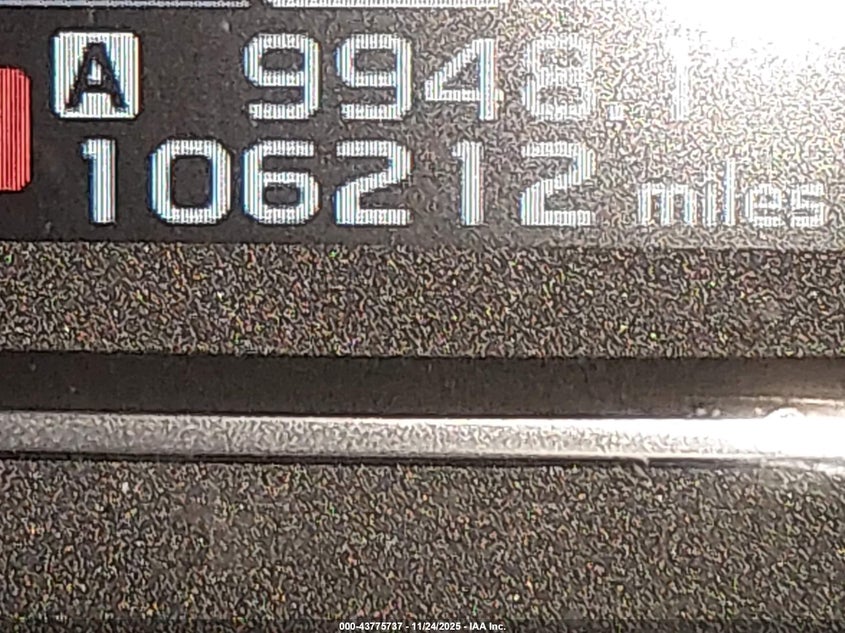 A 9948.1
106212 miles
000-43775737 - 11/24/2025 - IAA Inc.